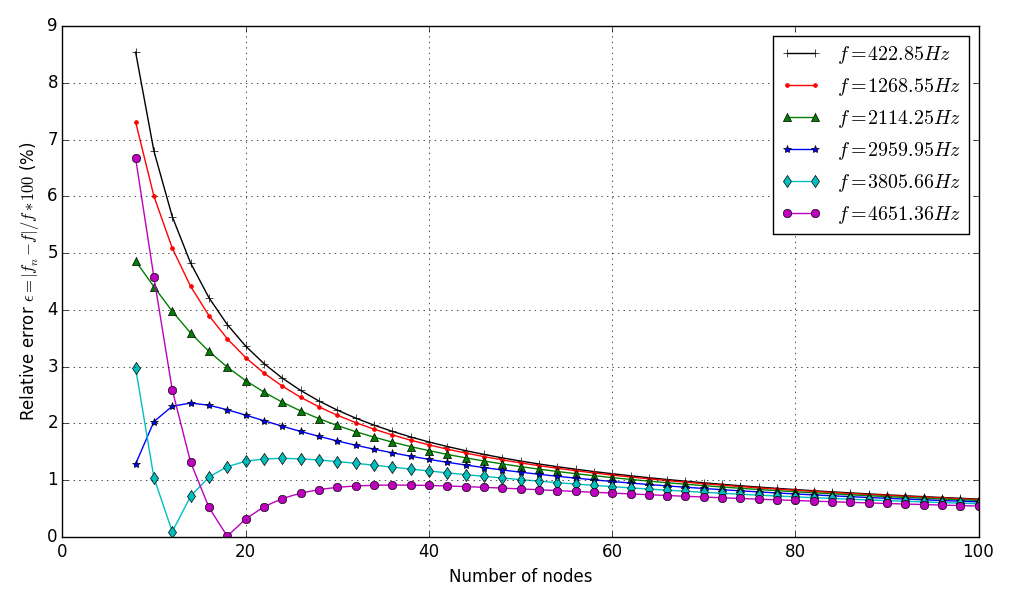 9
8
7
6
5
4
3
2
1
0
Relative error ϵ = |f_n − f|/f * 100 (%)
f = 422.85Hz
f = 1268.55Hz
f = 2114.25Hz
f = 2959.95Hz
f = 3805.66Hz
f = 4651.36Hz
0 20 40 60 80 100
Number of nodes